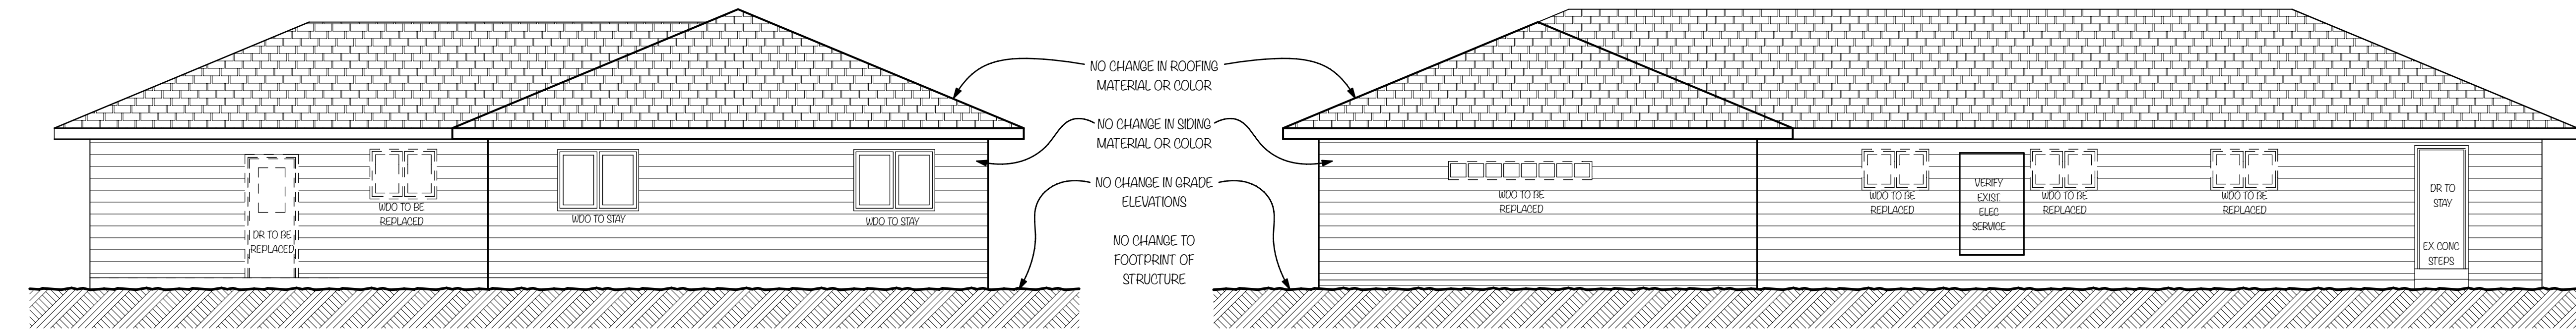 NO CHANGE IN ROOFING
MATERIAL OR COLOR
NO CHANGE IN SIDING
MATERIAL OR COLOR
NO CHANGE IN GRADE
ELEVATIONS
NO CHANGE TO
FOOTPRINT OF
STRUCTURE
DR TO BE
REPLACED
WDO TO BE
REPLACED
WDO TO STAY
WDO TO STAY
WDO TO BE
REPLACED
WDO TO BE
REPLACED
VERIFY
EXIST.
ELEC
SERVICE
WDO TO BE
REPLACED
WDO TO BE
REPLACED
DR TO
STAY
EX CONC
STEPS